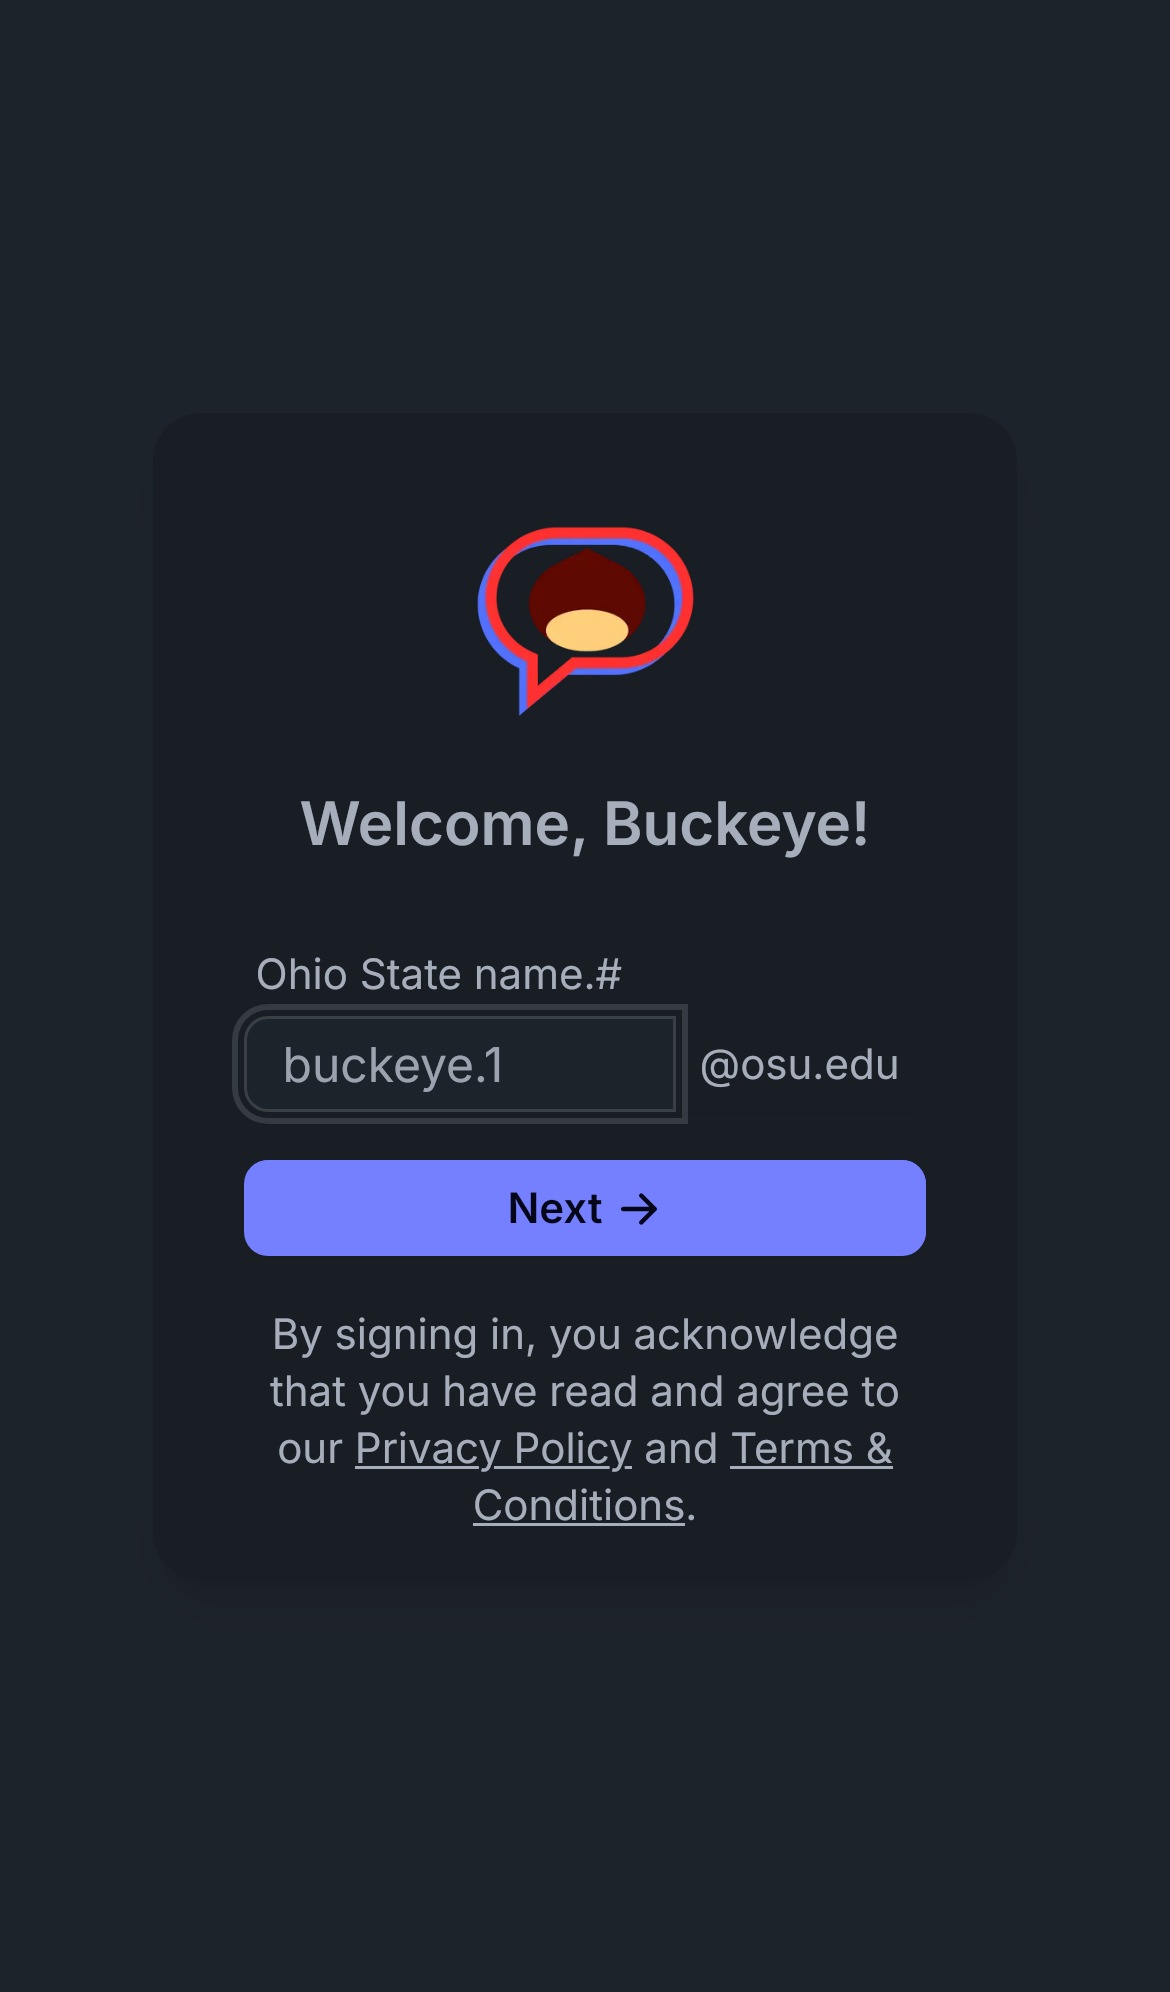 Welcome, Buckeye!
Ohio State name.#
buckeye.1 @osu.edu
Next →
By signing in, you acknowledge
that you have read and agree to
our Privacy Policy and Terms &
Conditions.